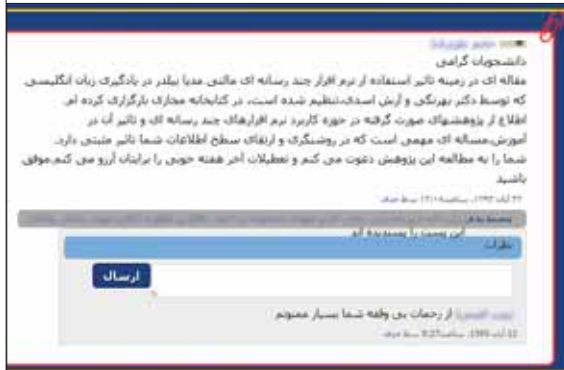 دانشجویان گرامی
مقاله ای در زمینه تاثیر استفاده از نرم افزار چند رسانه ای مالتی مدیا بیلدر در یادگیری زبان انگلیسی
که توسط دکتر بهرنگی و آرش اسدی،تنظیم شده است، در کتابخانه مجازی بارگزاری کرده ام.
اطلاع از پژوهشهای صورت گرفته در حوزه کاربرد نرم افزارهای چند رسانه ای و تاثیر آن در
آموزش،مساله ای مهمی است که در روشنگری و ارتقای سطح اطلاعات شما تاثیر مثبتی دارد.
شما را به مطالعه این پژوهش دعوت می کنم و تعطیلات آخر هفته خوبی را برایتان آرزو می کنم.موفق
باشید
این پست را پسندیده اند
نظرات
ارسال
از زحمات بی وقفه شما بسیار ممنونم